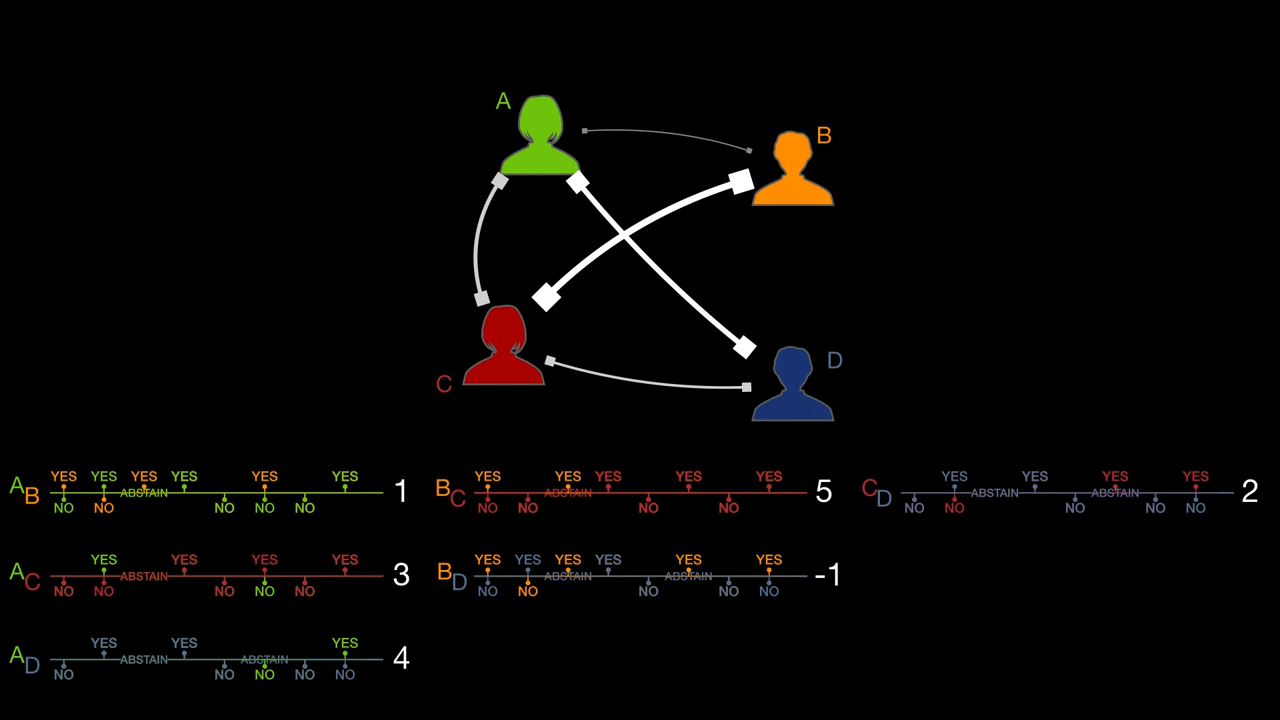 A
B
D
C
YES YES YES YES YES YES
A B ABSTAIN 1
NO NO NO NO NO
YES YES YES YES YES
B C ABSTAIN 5
NO NO NO NO
YES YES YES YES
C D ABSTAIN ABSTAIN 2
NO NO NO NO NO
YES YES YES YES
A C ABSTAIN 3
NO NO NO NO NO
YES YES YES YES YES YES
B D ABSTAIN ABSTAIN -1
NO NO NO NO NO
YES YES YES
A D ABSTAIN ABSTAIN 4
NO NO NO NO NO